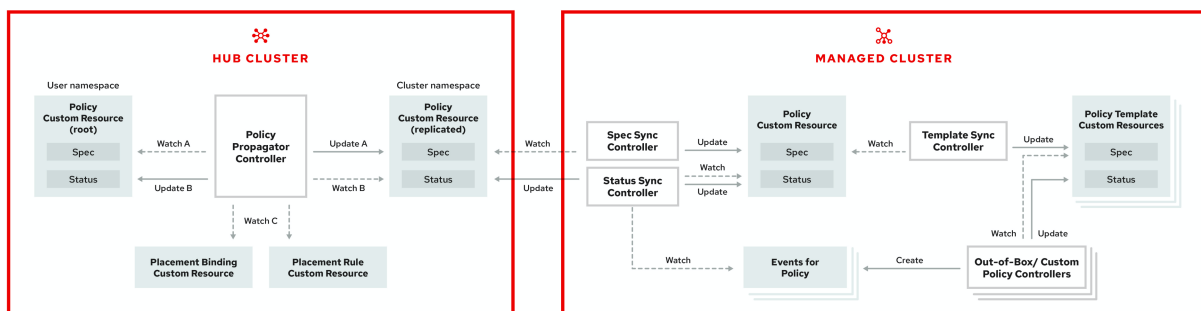 HUB CLUSTER
User namespace
Policy
Custom Resource
(root)
Spec
Status
Watch A
Update B
Policy
Propagator
Controller
Update A
Watch B
Watch C
Cluster namespace
Policy
Custom Resource
(replicated)
Spec
Status
Placement Binding
Custom Resource
Placement Rule
Custom Resource
MANAGED CLUSTER
Watch
Update
Spec Sync
Controller
Status Sync
Controller
Update
Watch
Update
Policy
Custom Resource
Spec
Status
Watch
Template Sync
Controller
Update
Policy Template
Custom Resources
Spec
Status
Watch
Update
Watch
Events for
Policy
Create
Out-of-Box/ Custom
Policy Controllers